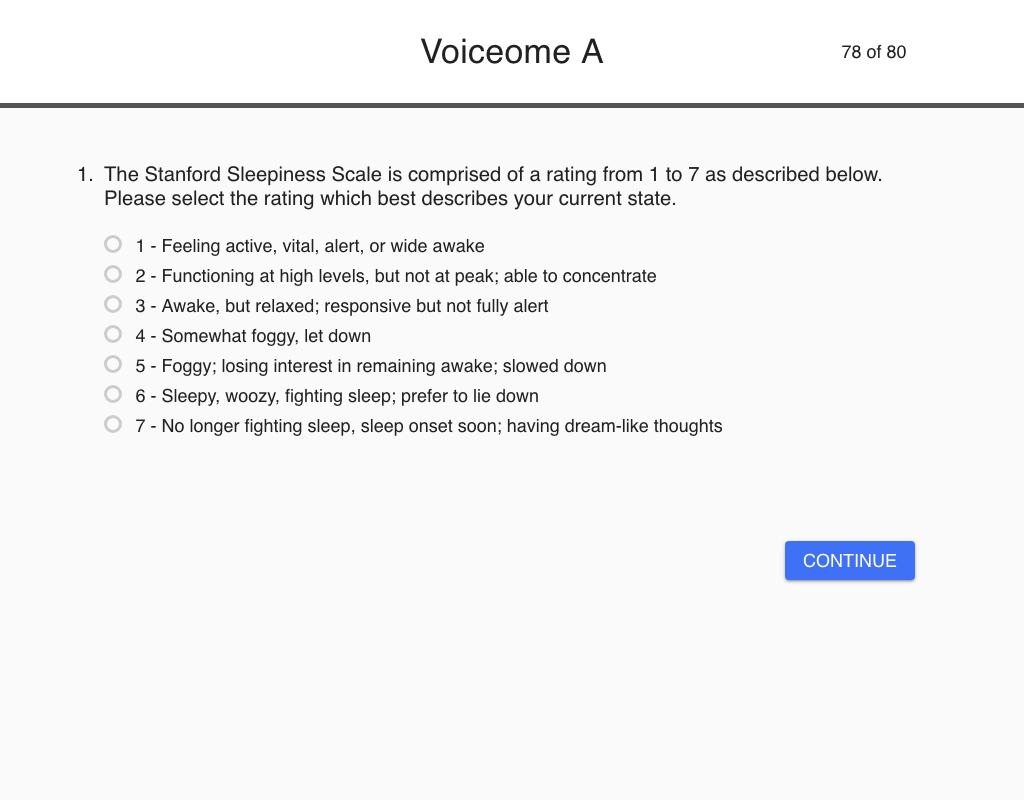 Voiceome A
78 of 80
1. The Stanford Sleepiness Scale is comprised of a rating from 1 to 7 as described below.
Please select the rating which best describes your current state.
1 - Feeling active, vital, alert, or wide awake
2 - Functioning at high levels, but not at peak; able to concentrate
3 - Awake, but relaxed; responsive but not fully alert
4 - Somewhat foggy, let down
5 - Foggy; losing interest in remaining awake; slowed down
6 - Sleepy, woozy, fighting sleep; prefer to lie down
7 - No longer fighting sleep, sleep onset soon; having dream-like thoughts
CONTINUE